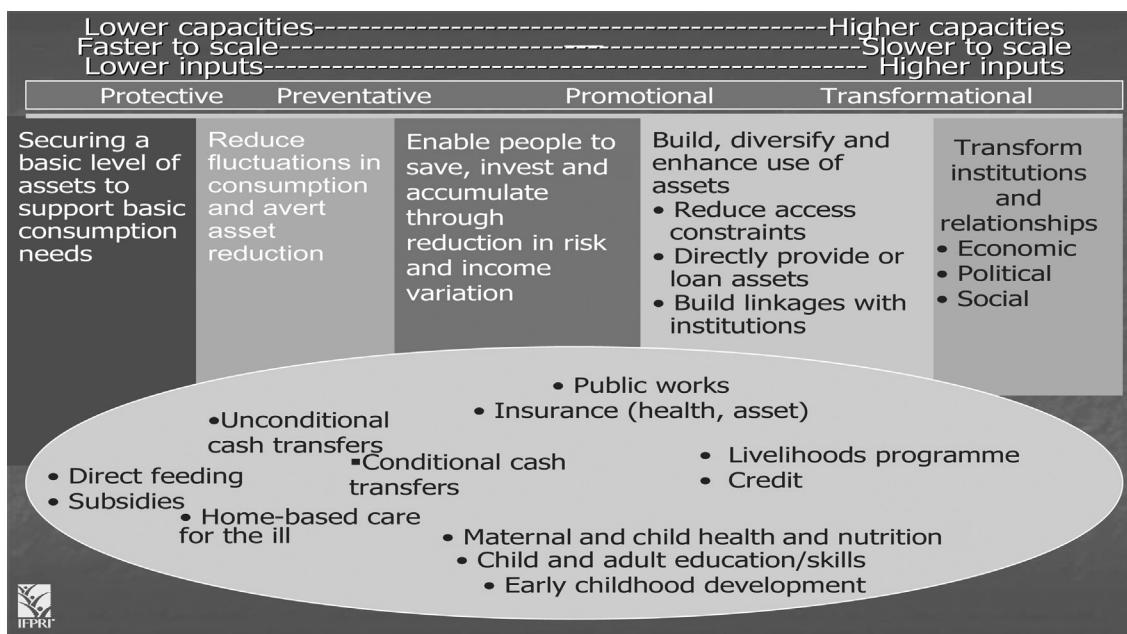 Lower capacities----------------------------------------------------Higher capacities
Faster to scale------------------------------------------------------Slower to scale
Lower inputs------------------------------------------------------- Higher inputs
Protective Preventative Promotional Transformational
Securing a
basic level of
assets to
support basic
consumption
needs
Reduce
fluctuations in
consumption
and avert
asset
reduction
Enable people to
save, invest and
accumulate
through
reduction in risk
and income
variation
Build, diversify and
enhance use of
assets
• Reduce access
constraints
• Directly provide or
loan assets
• Build linkages with
institutions
Transform
institutions
and
relationships
• Economic
• Political
• Social
• Public works
• Insurance (health, asset)
•Unconditional
cash transfers
▪Conditional cash
transfers
• Livelihoods programme
• Credit
• Direct feeding
• Subsidies
• Home-based care
for the ill
• Maternal and child health and nutrition
• Child and adult education/skills
• Early childhood development
IFPRI